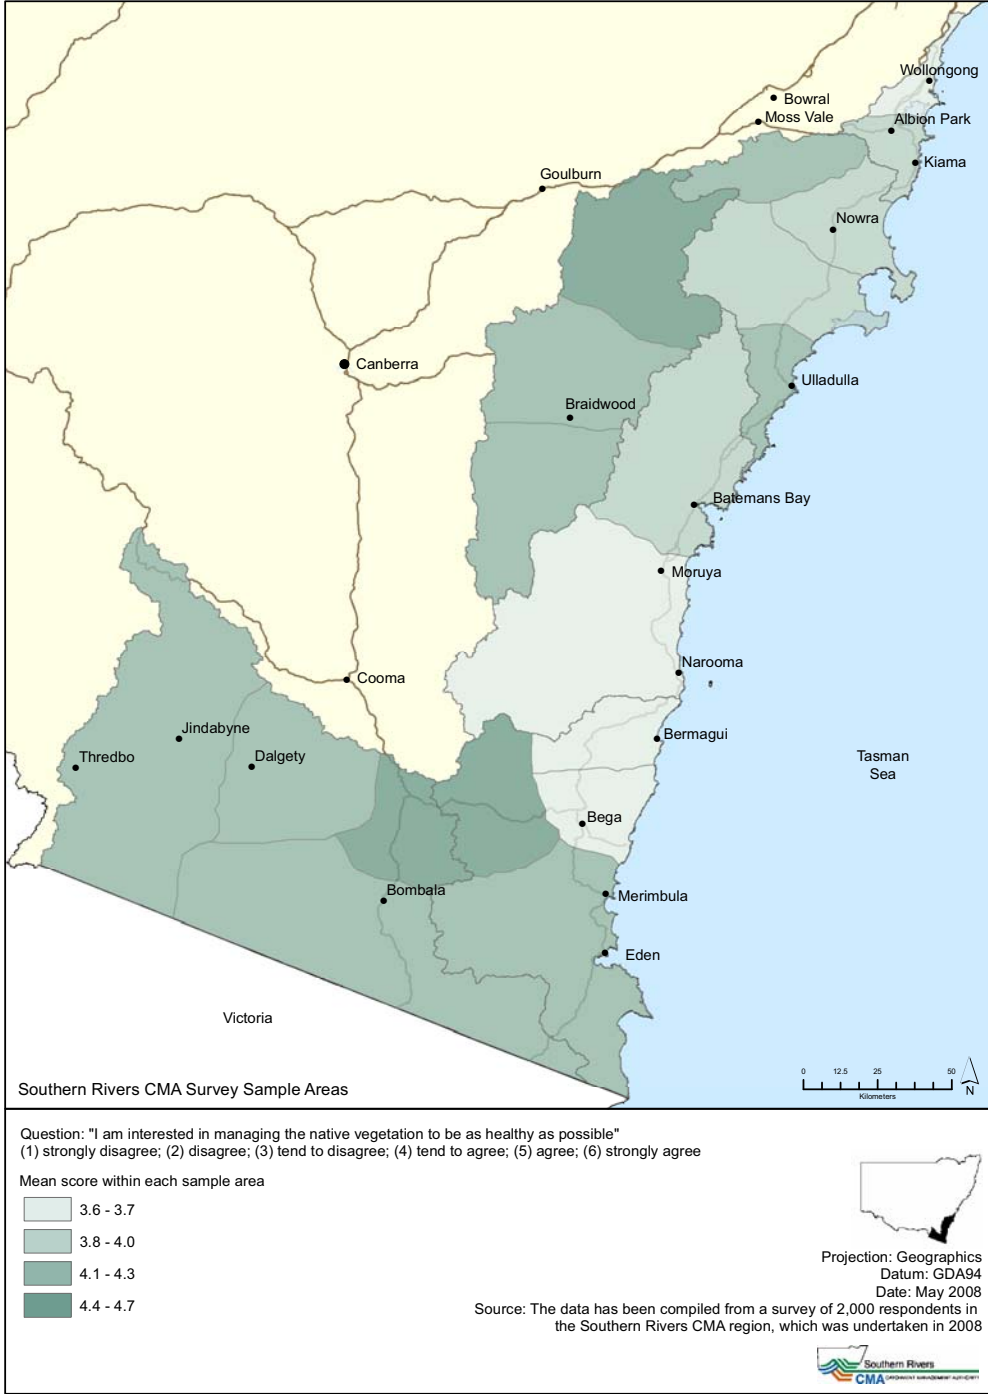 Wollongong
Bowral
Moss Vale
Albion Park
Kiama
Goulburn
Nowra
Canberra
Ulladulla
Braidwood
Batemans Bay
Moruya
Narooma
Cooma
Jindabyne
Bermagui
Thredbo
Dalgety
Tasman
Sea
Bega
Bombala
Merimbula
Eden
Victoria
0 12.5 25 50
Kilometers
N
Southern Rivers CMA Survey Sample Areas
Question: "I am interested in managing the native vegetation to be as healthy as possible"
(1) strongly disagree; (2) disagree; (3) tend to disagree; (4) tend to agree; (5) agree; (6) strongly agree
Mean score within each sample area
3.6 - 3.7
3.8 - 4.0
4.1 - 4.3
4.4 - 4.7
Projection: Geographics
Datum: GDA94
Date: May 2008
Source: The data has been compiled from a survey of 2,000 respondents in
the Southern Rivers CMA region, which was undertaken in 2008
Southern Rivers
CMA CATCHMENT MANAGEMENT AUTHORITY